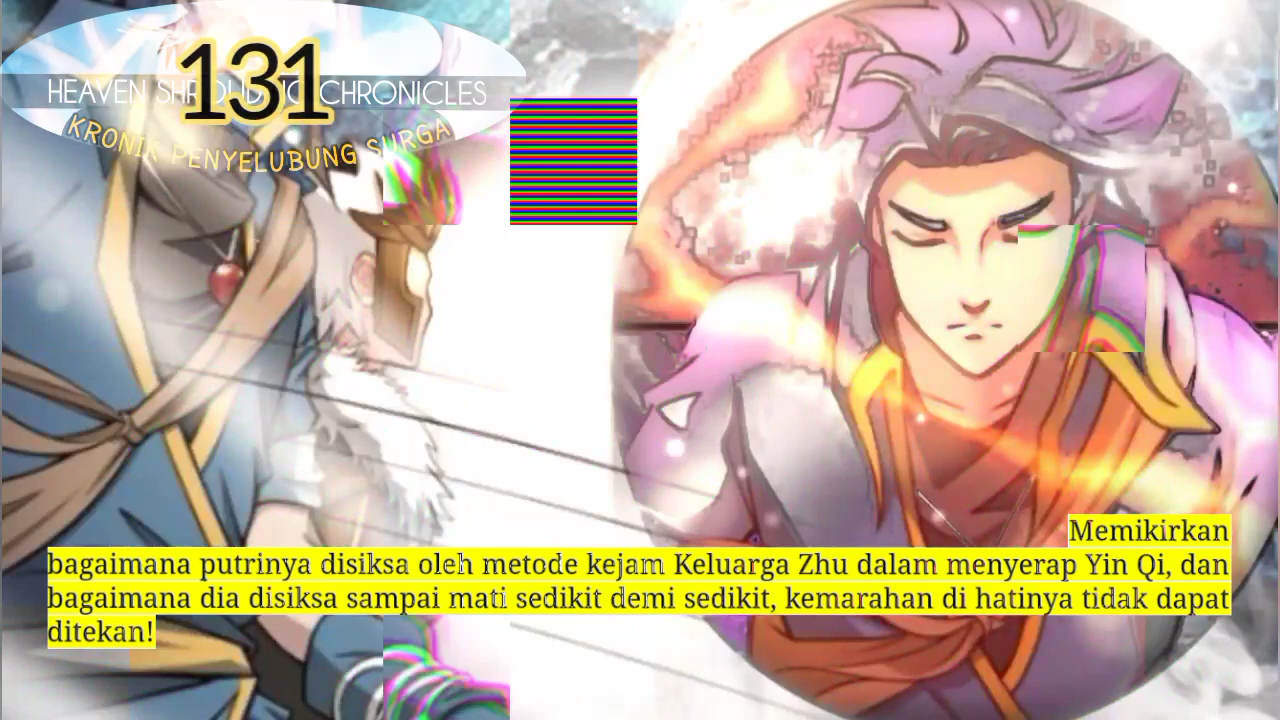 131
HEAVEN SHROUDING CHRONICLES
KRONIK PENYELUBUNG SURGA
Memikirkan
bagaimana putrinya disiksa oleh metode kejam Keluarga Zhu dalam menyerap Yin Qi, dan
bagaimana dia disiksa sampai mati sedikit demi sedikit, kemarahan di hatinya tidak dapat
ditekan!